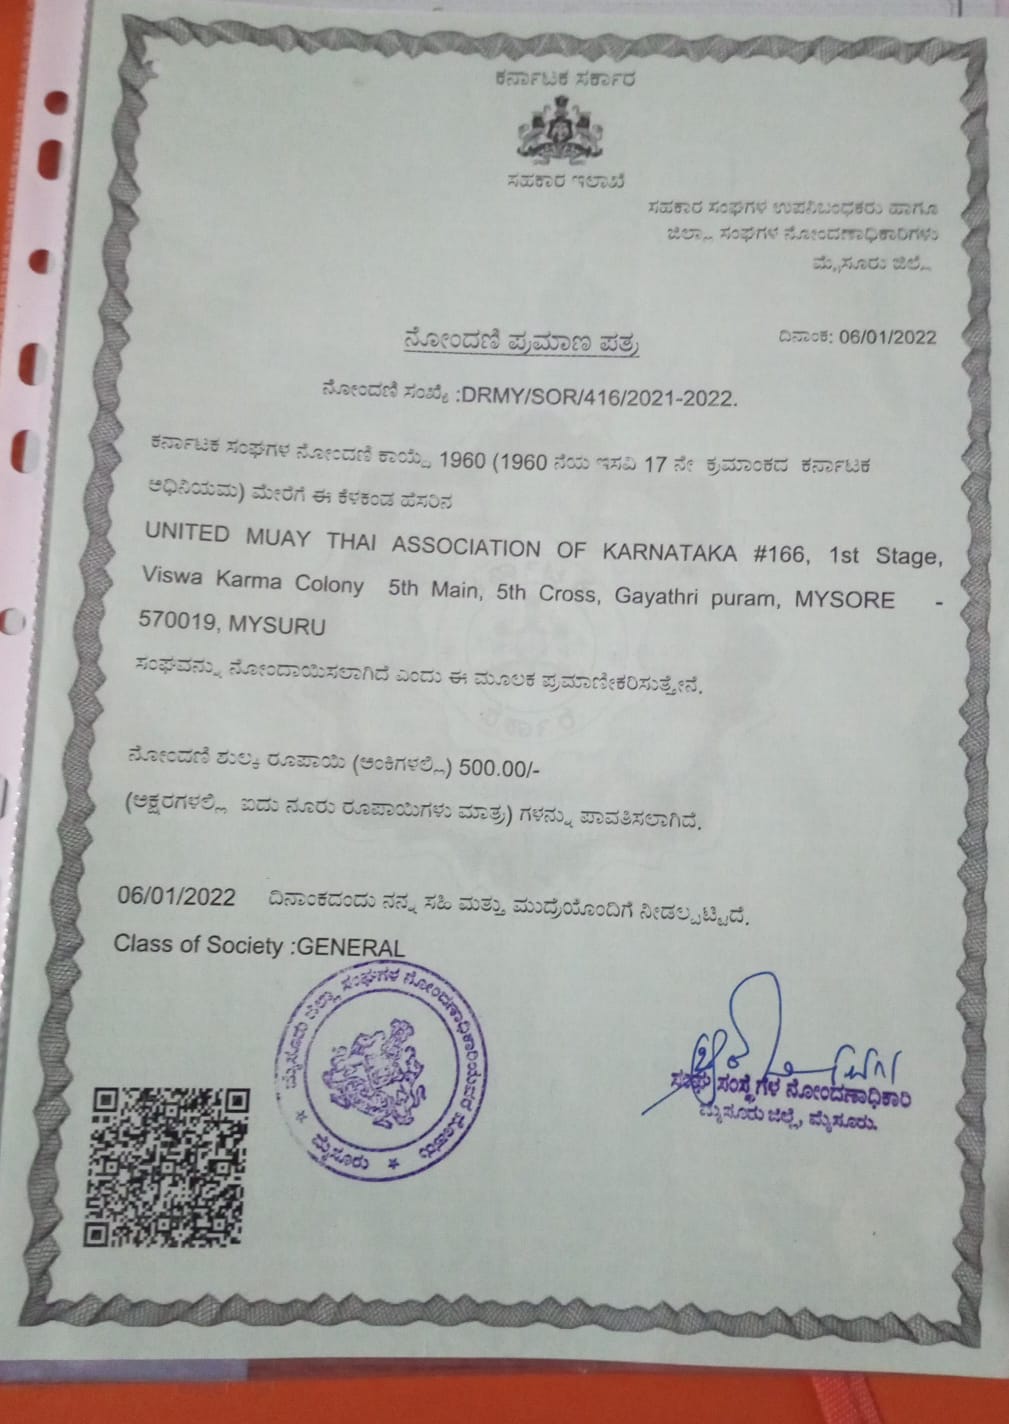 ಕರ್ನಾಟಕ ಸರ್ಕಾರ
ಸಹಕಾರ ಇಲಾಖೆ
ಸಹಕಾರ ಸಂಘಗಳ ಉಪನಿಬಂಧಕರು ಹಾಗೂ
ಜಿಲ್ಲಾ ಸಂಘಗಳ ನೋಂದಣಾಧಿಕಾರಿಗಳು
ಮೈಸೂರು ಜಿಲ್ಲೆ
ನೋಂದಣಿ ಪ್ರಮಾಣ ಪತ್ರ
ದಿನಾಂಕ: 06/01/2022
ನೋಂದಣಿ ಸಂಖ್ಯೆ :DRMY/SOR/416/2021-2022.
ಕರ್ನಾಟಕ ಸಂಘಗಳ ನೋಂದಣಿ ಕಾಯ್ದೆ 1960 (1960 ನೆಯ ಇಸವಿ 17 ನೇ ಕ್ರಮಾಂಕದ ಕರ್ನಾಟಕ
ಅಧಿನಿಯಮ) ಮೇರೆಗೆ ಈ ಕೆಳಕಂಡ ಹೆಸರಿನ
UNITED MUAY THAI ASSOCIATION OF KARNATAKA #166, 1st Stage,
Viswa Karma Colony 5th Main, 5th Cross, Gayathri puram, MYSORE -
570019, MYSURU
ಸಂಘವನ್ನು ನೋಂದಾಯಿಸಲಾಗಿದೆ ಎಂದು ಈ ಮೂಲಕ ಪ್ರಮಾಣೀಕರಿಸುತ್ತೇನೆ.
ನೋಂದಣಿ ಶುಲ್ಕ ರೂಪಾಯಿ (ಅಂಕಿಗಳಲ್ಲಿ) 500.00/-
(ಅಕ್ಷರಗಳಲ್ಲಿ ಐದು ನೂರು ರೂಪಾಯಿಗಳು ಮಾತ್ರ) ಗಳನ್ನು ಪಾವತಿಸಲಾಗಿದೆ.
06/01/2022 ದಿನಾಂಕದಂದು ನನ್ನ ಸಹಿ ಮತ್ತು ಮುದ್ರೆಯೊಂದಿಗೆ ನೀಡಲ್ಪಟ್ಟಿದೆ.
Class of Society :GENERAL
ಮೈಸೂರು ಜಿಲ್ಲಾ ಸಂಘಗಳ ನೋಂದಣಾಧಿಕಾರಿಯವರ ಮೊಹರು
ಮೈಸೂರು
ಸಂಘ ಸಂಸ್ಥೆಗಳ ನೋಂದಣಾಧಿಕಾರಿ
ಮೈಸೂರು ಜಿಲ್ಲೆ, ಮೈಸೂರು.